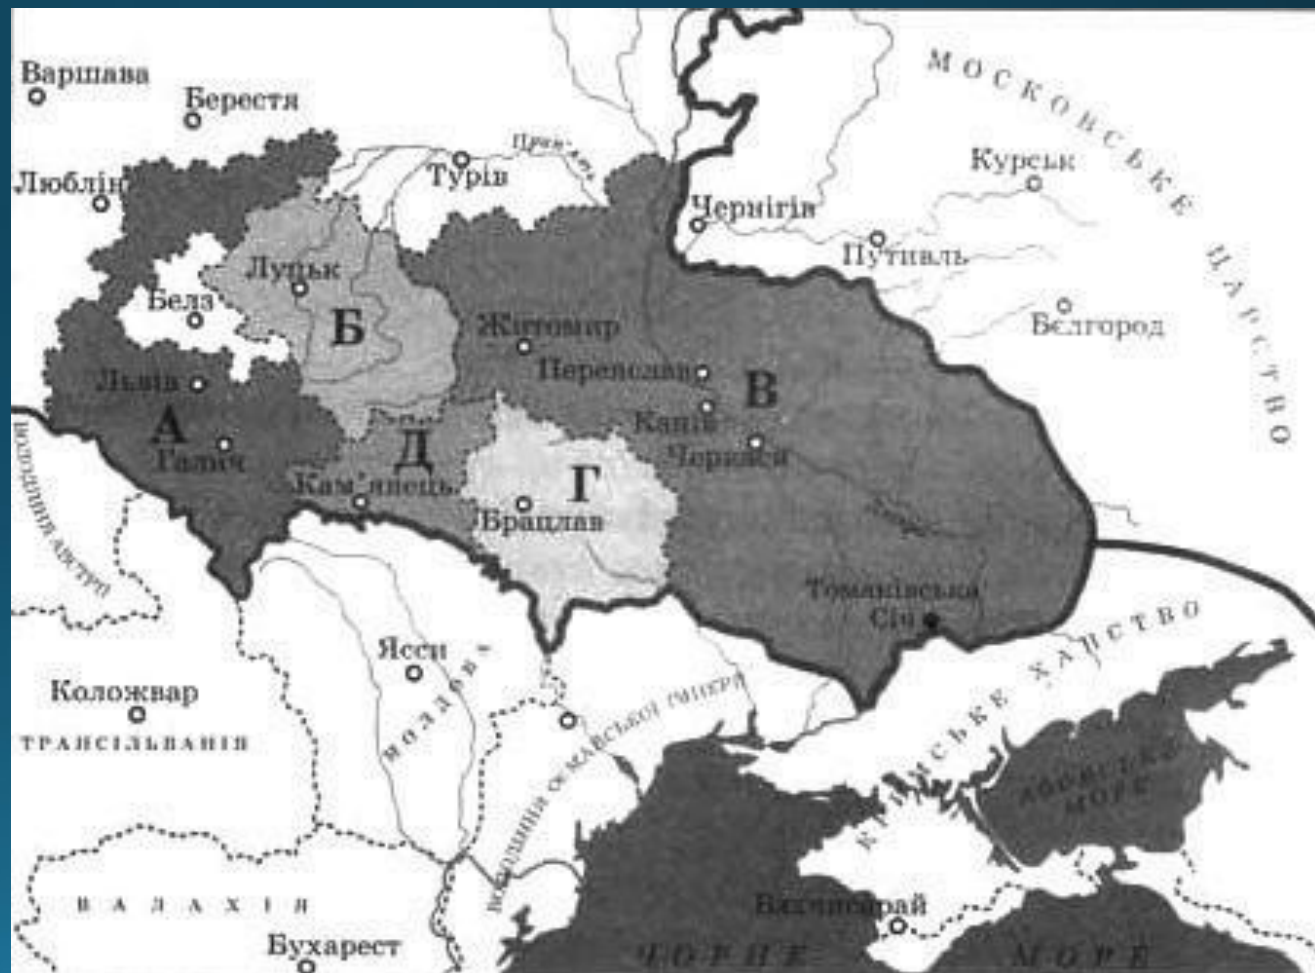 МОСКОВСЬКЕ ЦАРСТВО
Варшава
Берестя
Прип'ять
Турів
Люблін
Курськ
Чернігів
Путивль
Луцьк
Белз
Б
Житомир
Бєлгород
Переяслав
В
Львів
А
Канів
Галич
Д
Черкаси
Кам'янець
Г
Брацлав
ВОЛОДІННЯ АВСТРІЇ
Томаківська
Січ
Ясси
МОЛДОВА
КРИМСЬКЕ ХАНСТВО
ВОЛОДІННЯ ОСМАНСЬКОЇ ІМПЕРІЇ
Коложвар
ТРАНСІЛЬВАНІЯ
АЗОВСЬКЕ
МОРЕ
ВАЛАХІЯ
Бахчисарай
Бухарест
ЧОРНЕ МОРЕ